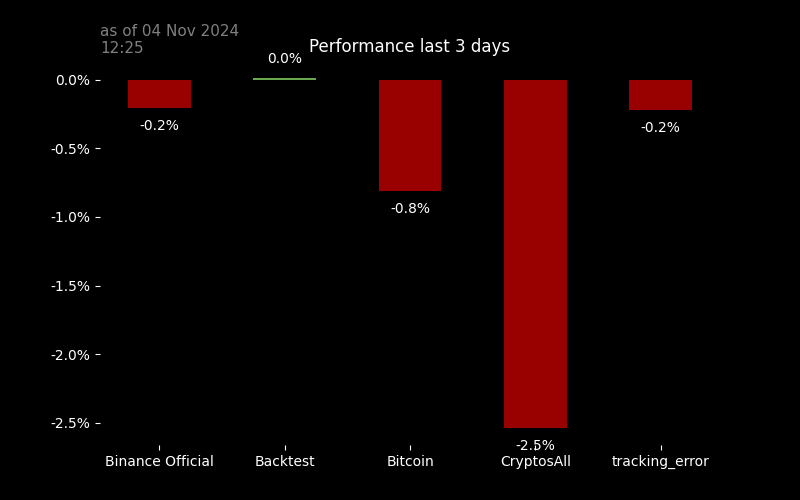 as of 04 Nov 2024
12:25
Performance last 3 days
0.0%
0.0%
-0.2%
-0.2%
-0.5%
-0.8%
-1.0%
-1.5%
-2.0%
-2.5%
-2.5%
Binance Official
Backtest
Bitcoin
CryptosAll
tracking_error